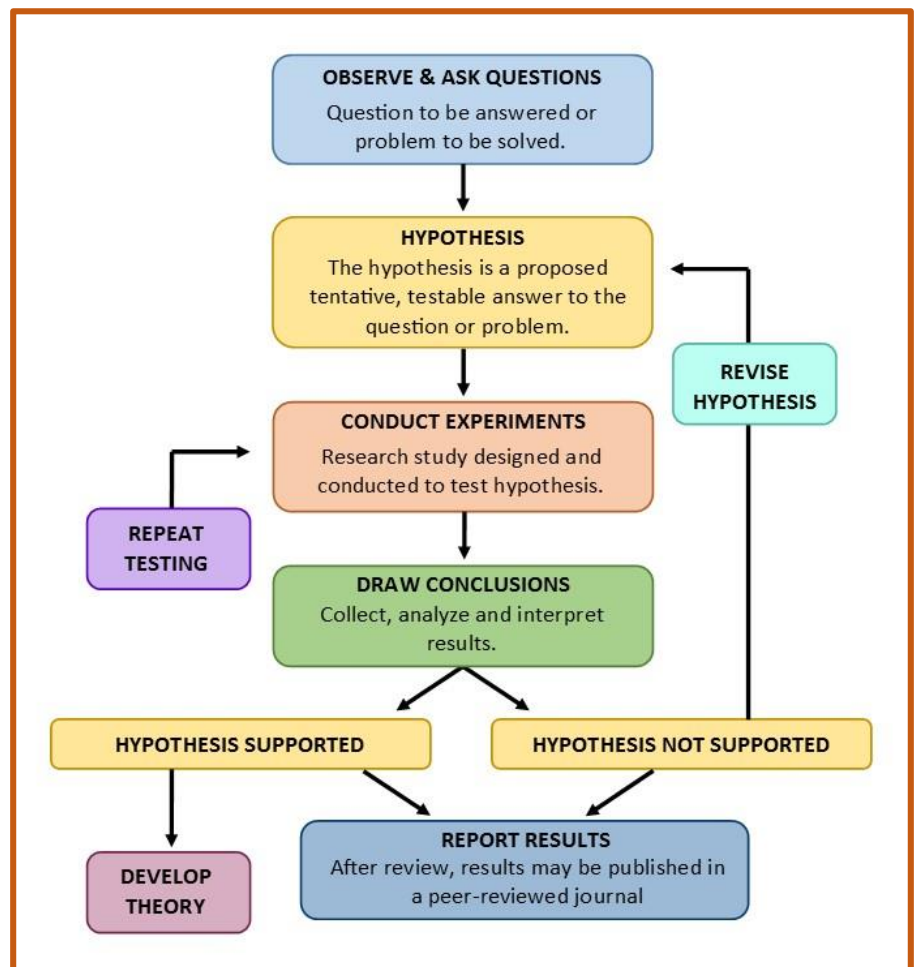 OBSERVE & ASK QUESTIONS
Question to be answered or
problem to be solved.
HYPOTHESIS
The hypothesis is a proposed
tentative, testable answer to the
question or problem.
REVISE
HYPOTHESIS
CONDUCT EXPERIMENTS
Research study designed and
conducted to test hypothesis.
REPEAT
TESTING
DRAW CONCLUSIONS
Collect, analyze and interpret
results.
HYPOTHESIS SUPPORTED
HYPOTHESIS NOT SUPPORTED
REPORT RESULTS
After review, results may be published in
a peer-reviewed journal
DEVELOP
THEORY